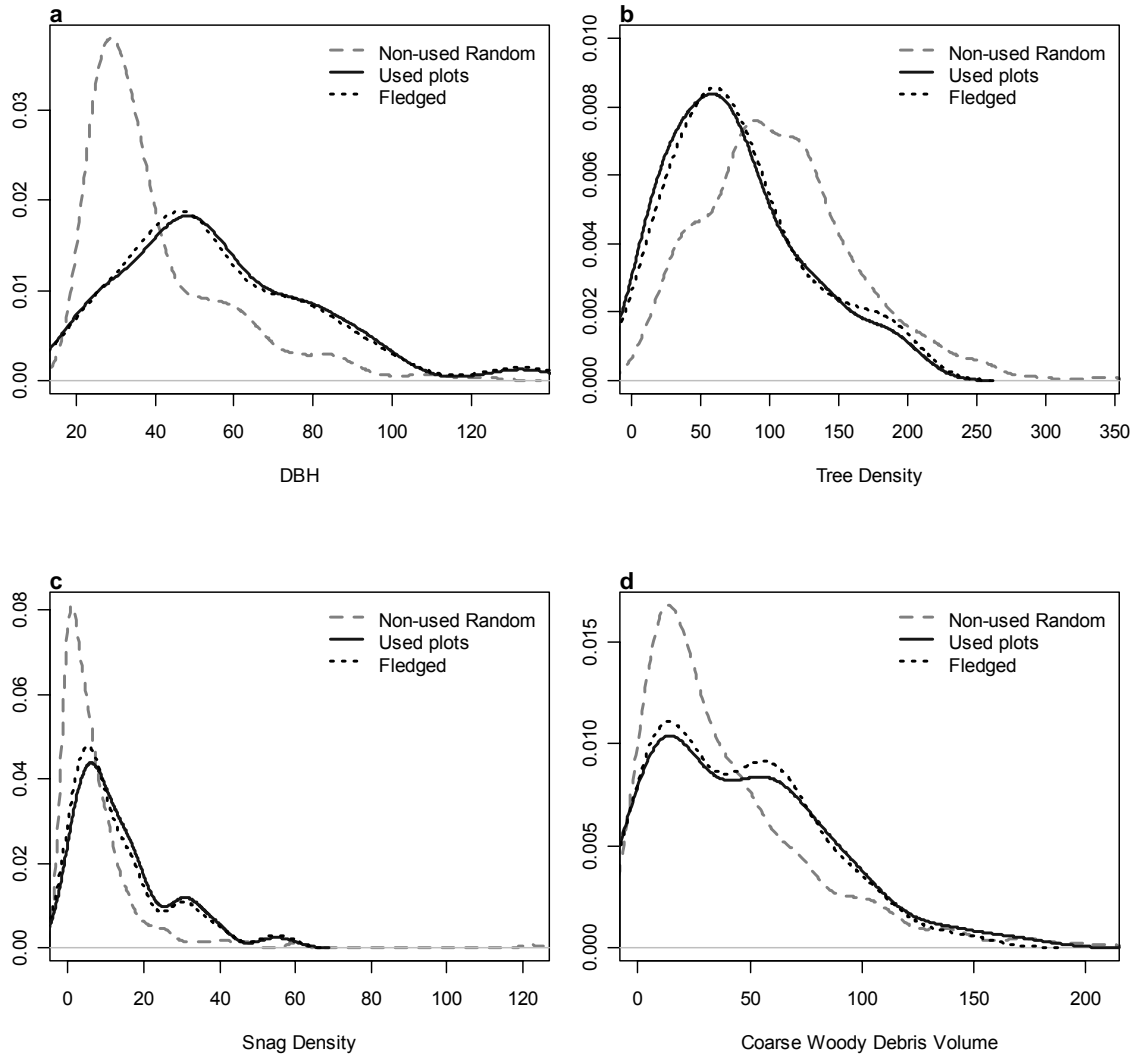 a
Non-used Random
Used plots
Fledged
0.03
0.02
0.01
0.00
20 40 60 80 100 120
DBH
b
Non-used Random
Used plots
Fledged
0.010
0.008
0.006
0.004
0.002
0.000
0 50 100 150 200 250 300 350
Tree Density
c
Non-used Random
Used plots
Fledged
0.08
0.06
0.04
0.02
0.00
0 20 40 60 80 100 120
Snag Density
d
Non-used Random
Used plots
Fledged
0.015
0.010
0.005
0.000
0 50 100 150 200
Coarse Woody Debris Volume